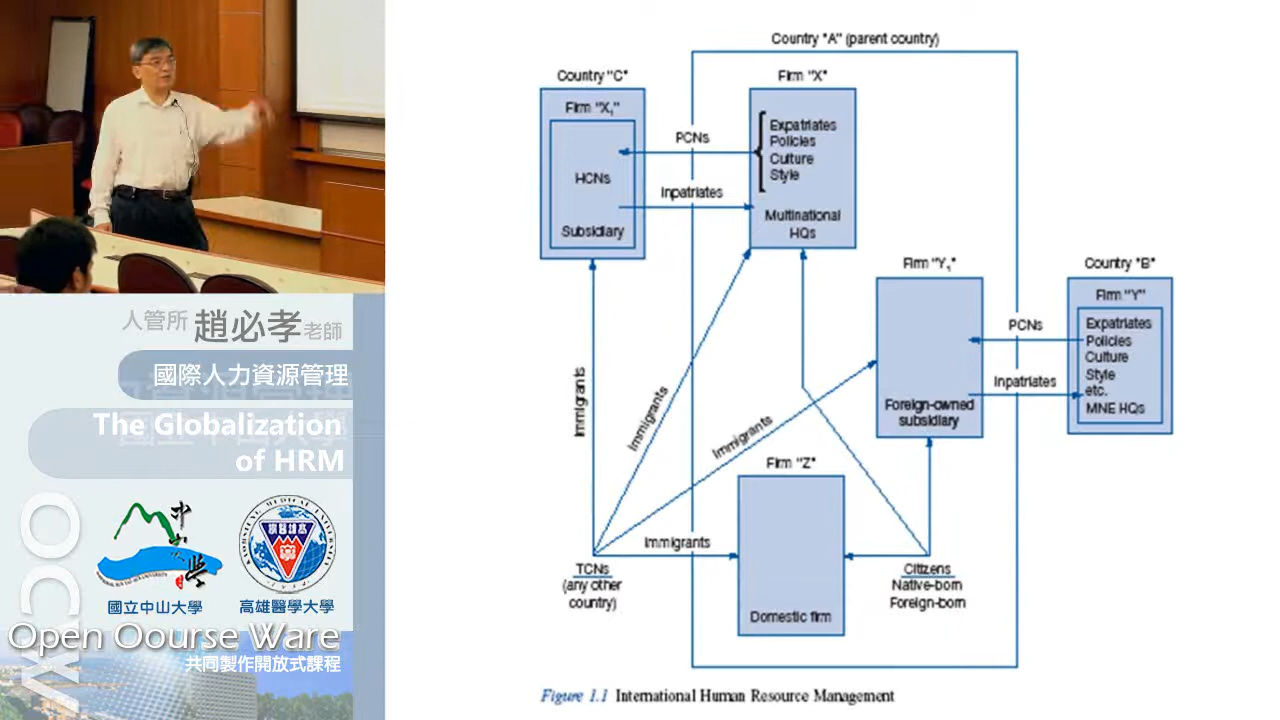 人管所 趙必孝老師
國際人力資源管理
The Globalization
of HRM
國立中山大學
高雄醫學大學
Open Oourse Ware
共同製作開放式課程
OCW
Country "A" (parent country)
Country "C"
Firm "X₁"
HCNs
Subsidiary
PCNs
Inpatriates
Firm "X"
Expatriates
Policies
Culture
Style
Multinational
HQs
Firm "Y₁"
Foreign-owned
subsidiary
PCNs
Inpatriates
Country "B"
Firm "Y"
Expatriates
Policies
Culture
Style
etc.
MNE HQs
Immigrants
Immigrants
Immigrants
Immigrants
Firm "Z"
Domestic firm
TCNs
(any other
country)
Citizens
Native-born
Foreign-born
Figure 1.1 International Human Resource Management